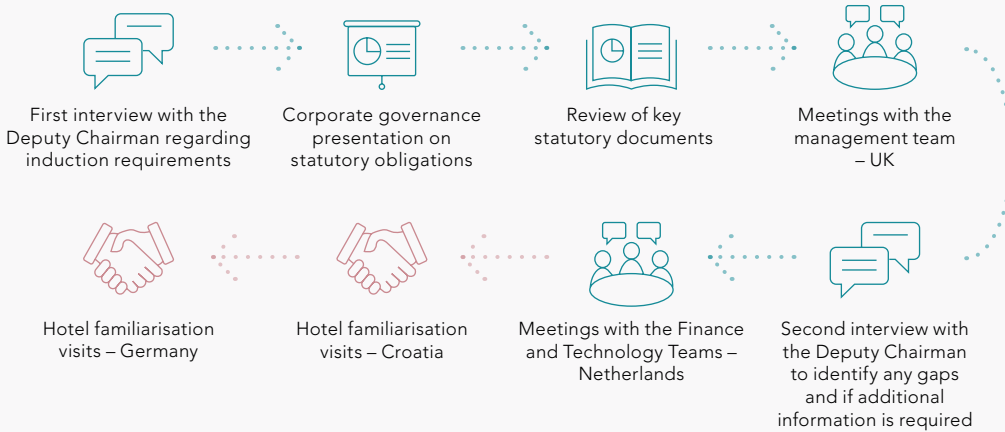 First interview with the
Deputy Chairman regarding
induction requirements
Corporate governance
presentation on
statutory obligations
Review of key
statutory documents
Meetings with the
management team
– UK
Second interview with
the Deputy Chairman
to identify any gaps
and if additional
information is required
Meetings with the Finance
and Technology Teams –
Netherlands
Hotel familiarisation
visits – Croatia
Hotel familiarisation
visits – Germany